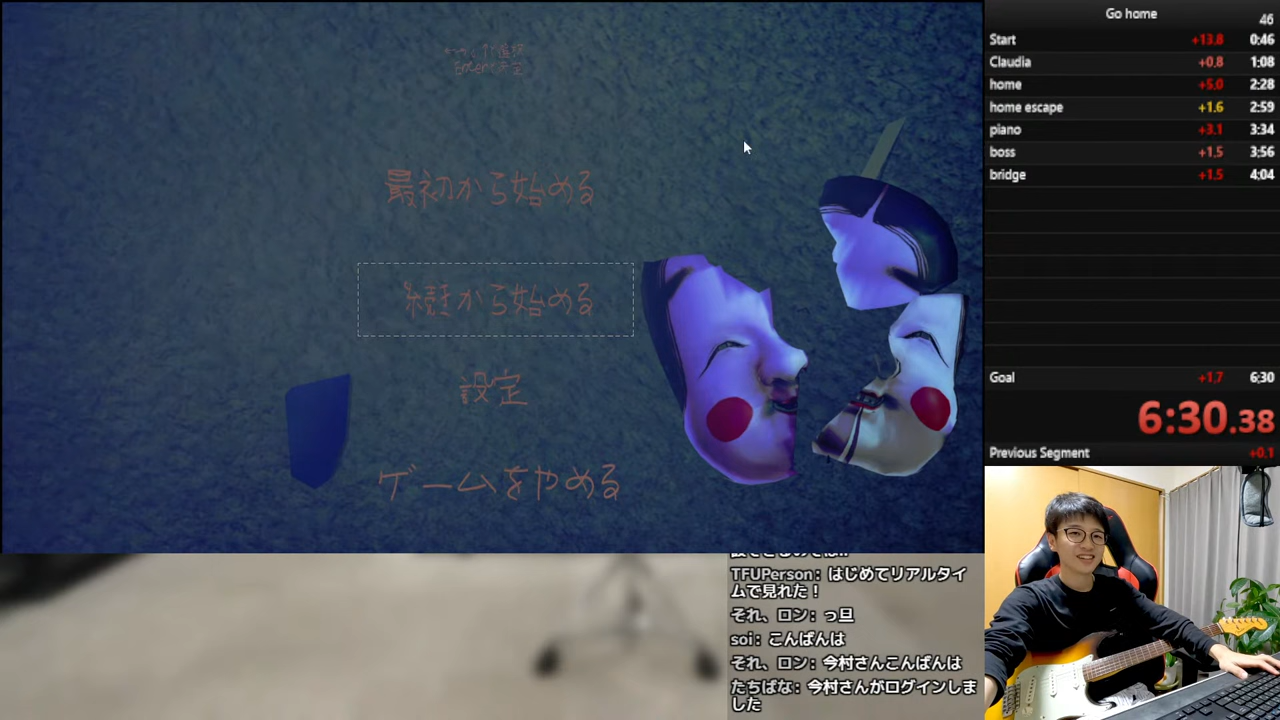 最初から始める
続きから始める
設定
ゲームをやめる
Go home
46
Start +13.8 0:46
Claudia +0.8 1:08
home +5.0 2:28
home escape +1.6 2:59
piano +3.1 3:34
boss +1.5 3:56
bridge +1.5 4:04
Goal +1.7 6:30
6:30.38
Previous Segment +0.1
TFUPerson: はじめてリアルタイ
ムで見れた！
それ、ロン: っ旦
soi: こんばんは
それ、ロン: 今村さんこんばんは
たちばな: 今村さんがログインしま
した